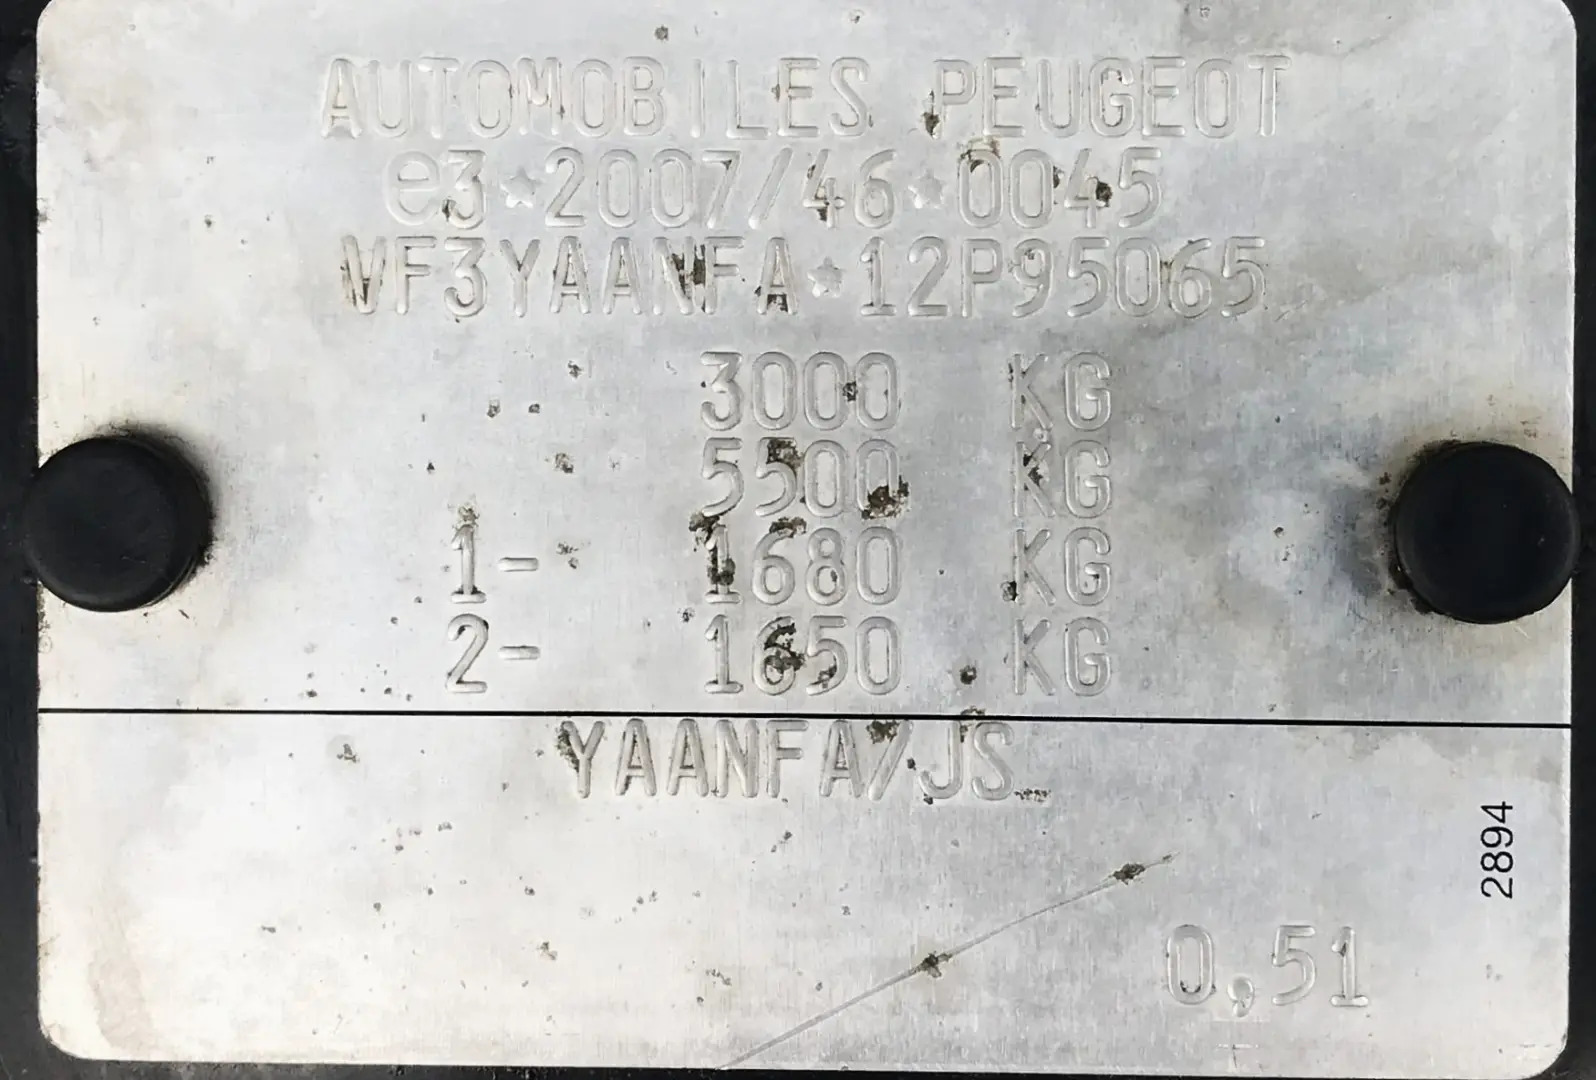 AUTOMOBILES PEUGEOT
e3*2007/46*0045
VF3YAANFA*12P95065
3000 KG
5500 KG
1- 1680 KG
2- 1650 KG
YAANFA/JS
2894
0,51